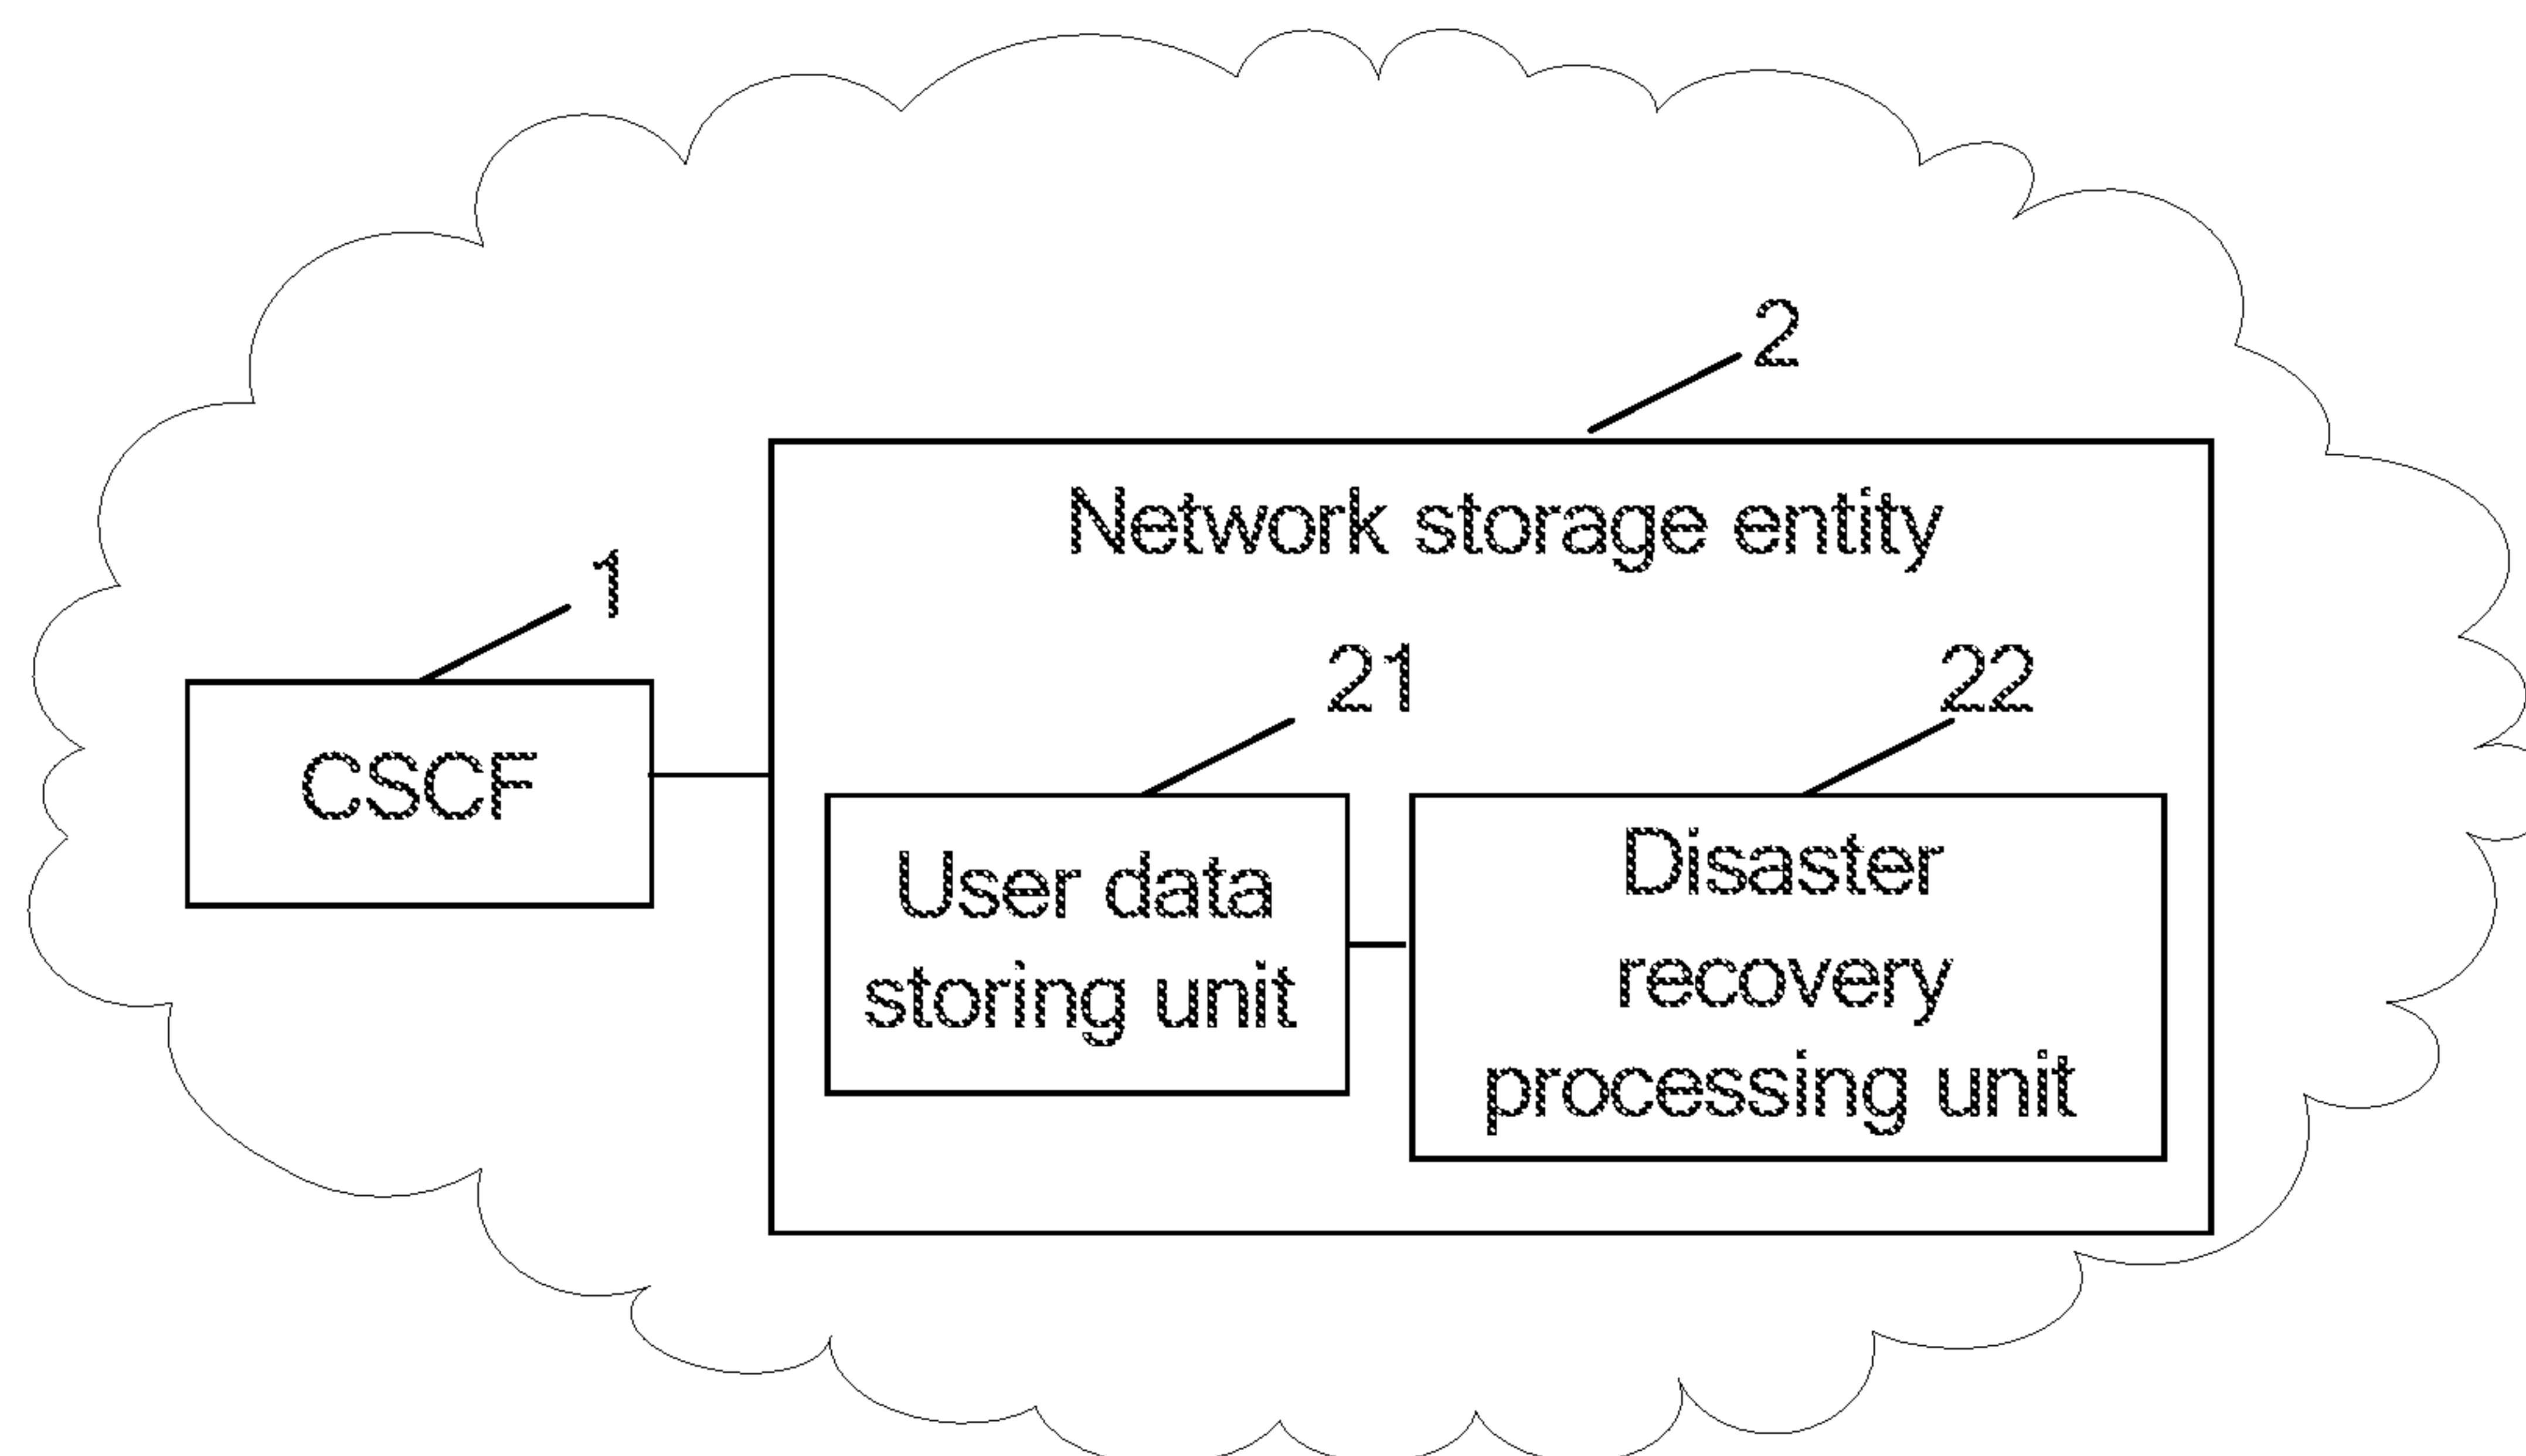 2
Network storage entity
1
21
22
CSCF
User data
storing unit
Disaster
recovery
processing unit